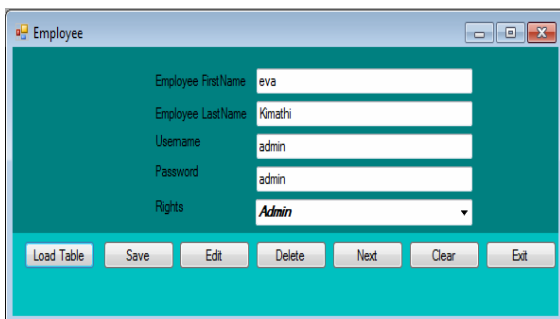 Employee
Employee FirstName eva
Employee LastName Kimathi
Username admin
Password admin
Rights Admin
Load Table Save Edit Delete Next Clear Exit